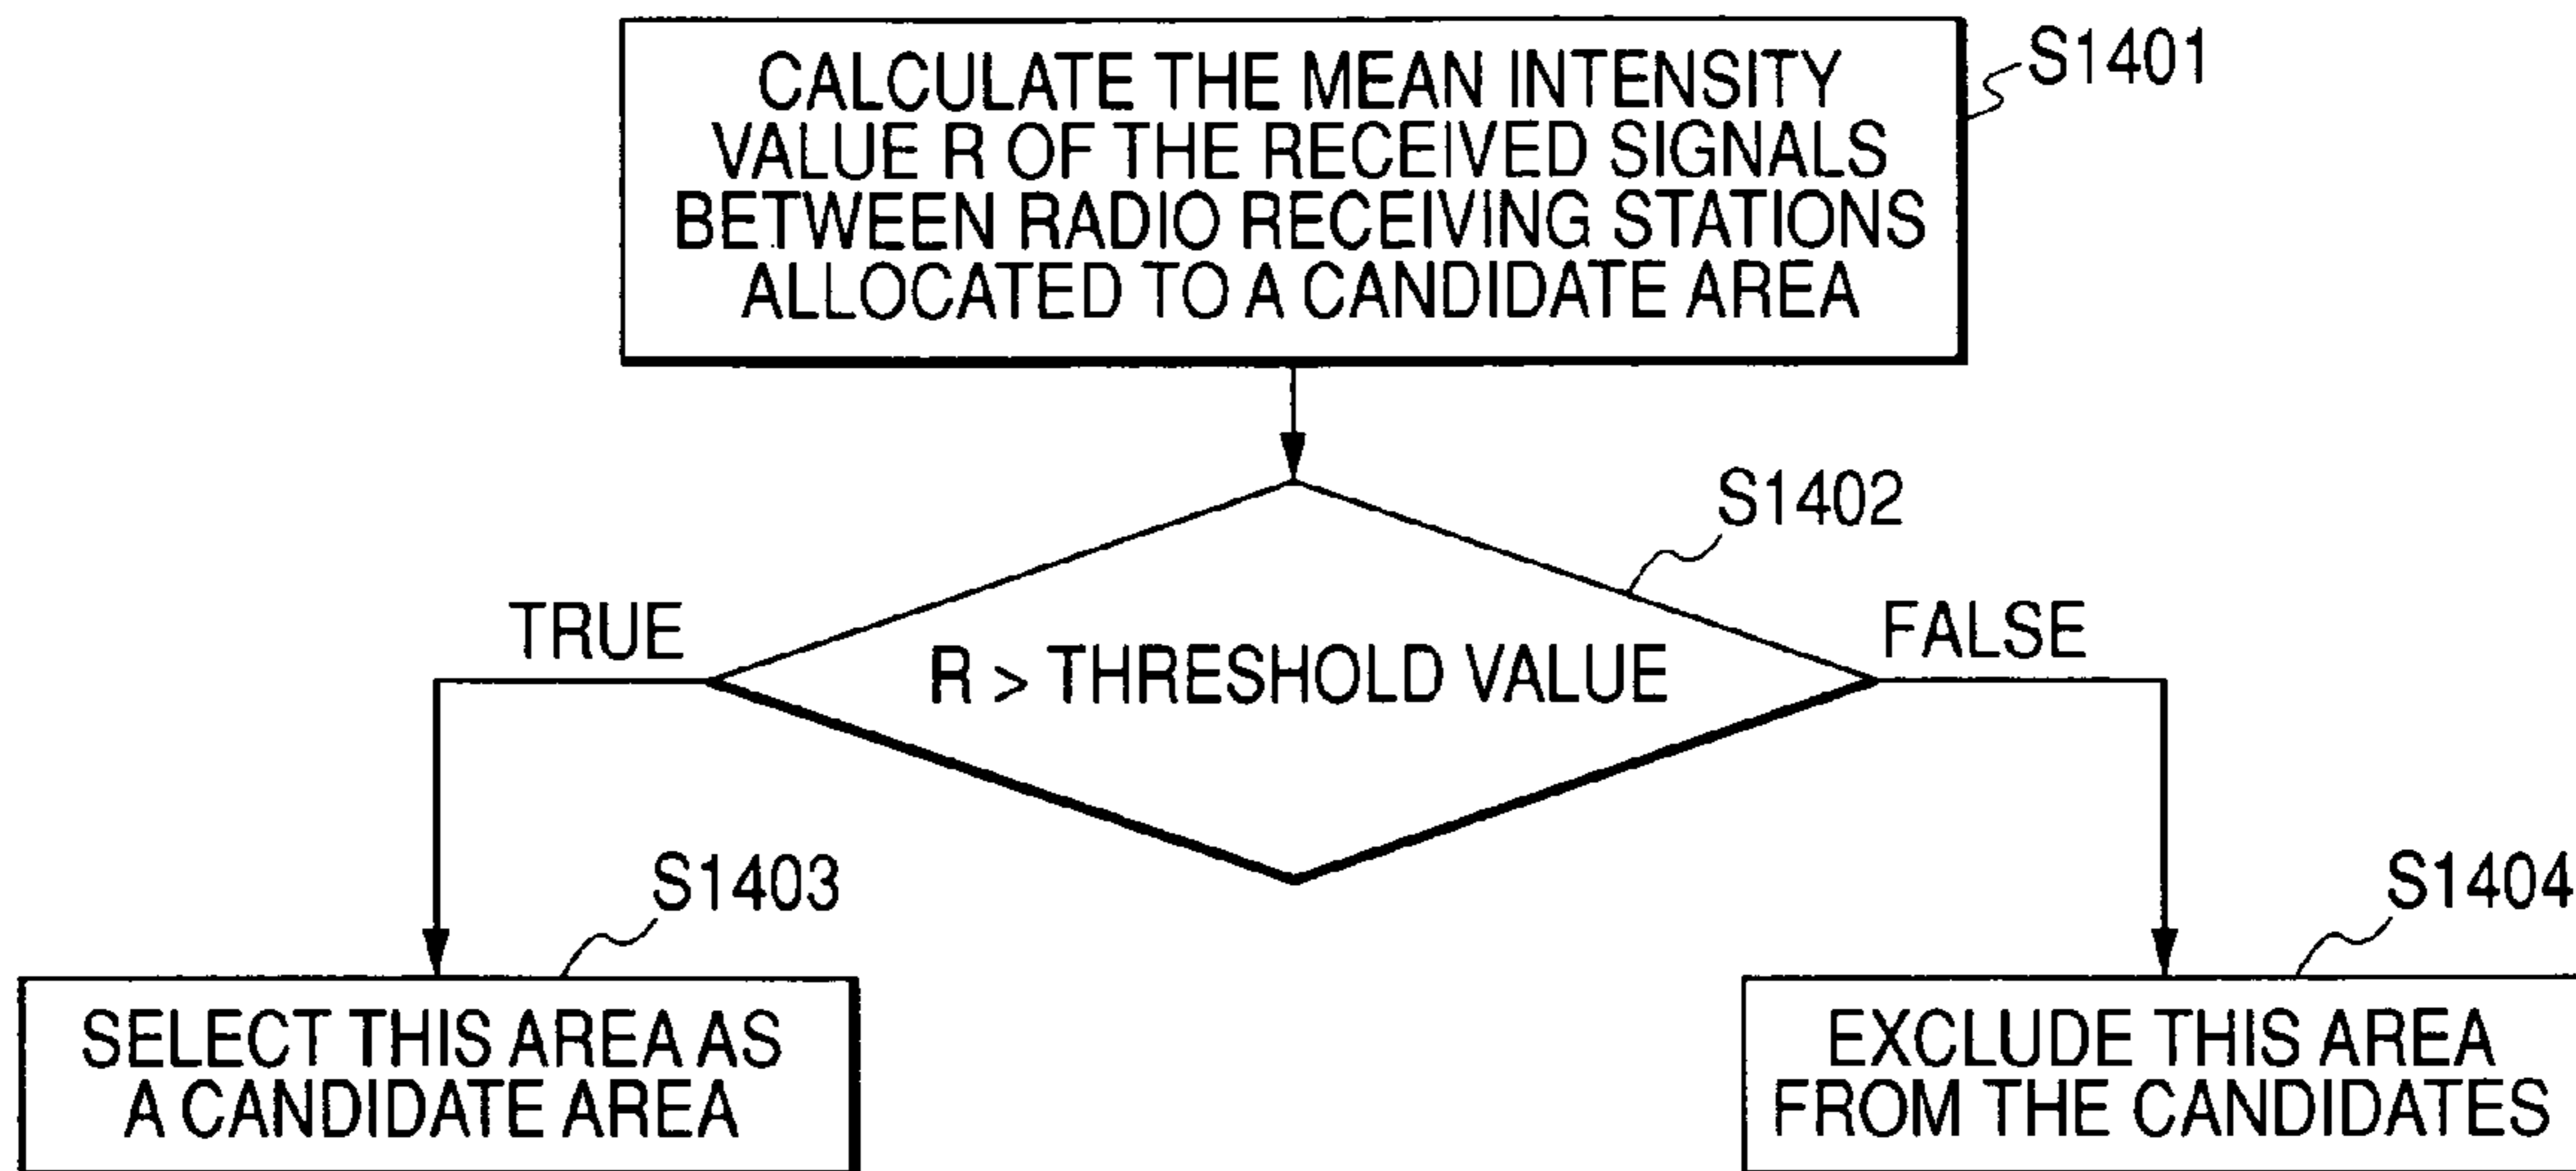 CALCULATE THE MEAN INTENSITY
VALUE R OF THE RECEIVED SIGNALS
BETWEEN RADIO RECEIVING STATIONS
ALLOCATED TO A CANDIDATE AREA
S1401
S1402
TRUE
R > THRESHOLD VALUE
FALSE
S1403
S1404
SELECT THIS AREA AS
A CANDIDATE AREA
EXCLUDE THIS AREA
FROM THE CANDIDATES